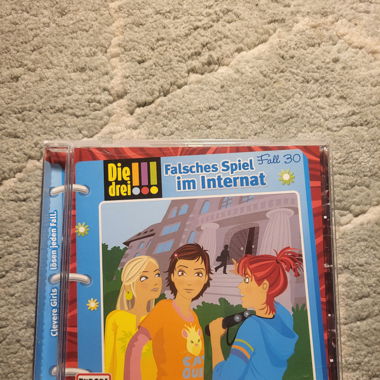 Die
drei!!!
Falsches Spiel
im Internat
Fall 30
Clevere Girls lösen jeden Fall!